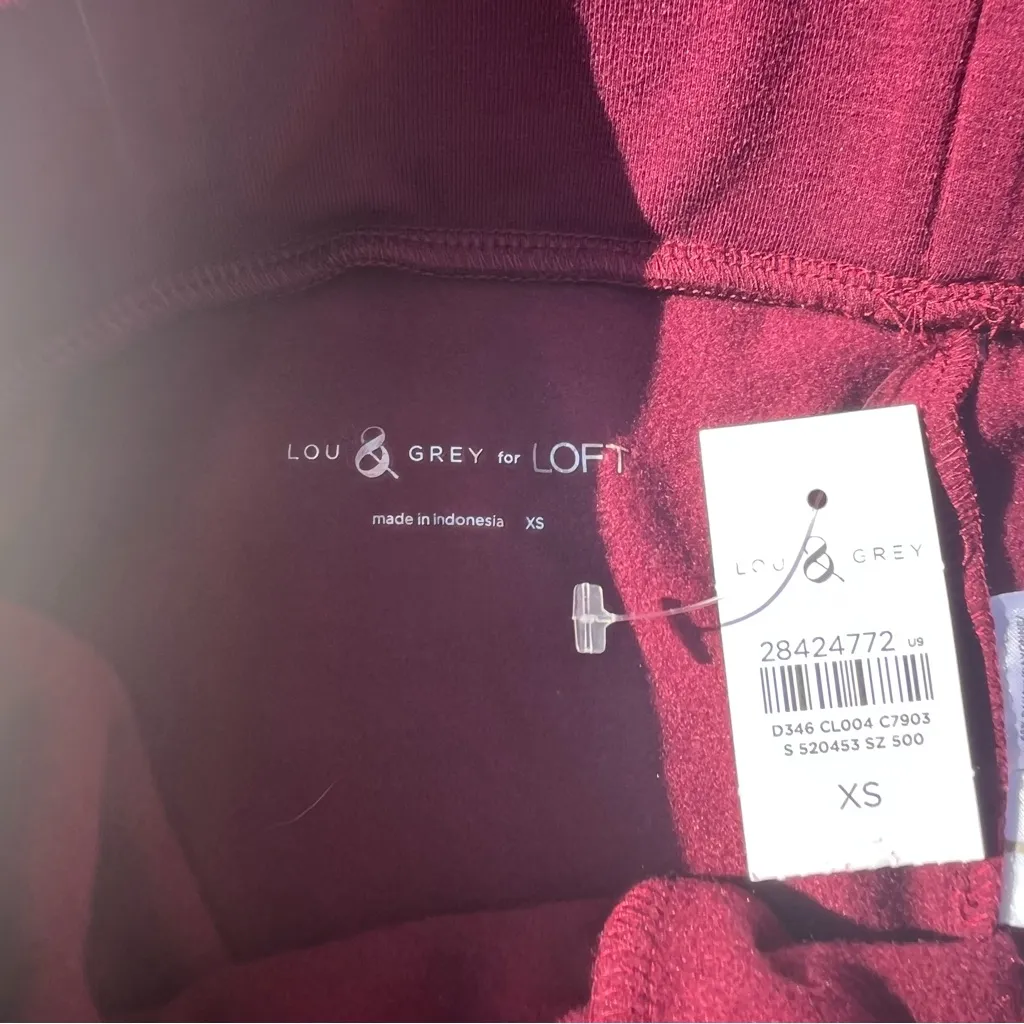 LOU & GREY for LOFT
made in indonesia XS
LOU & GREY
28424772 U9
D346 CL004 C7903
S 520453 SZ 500
XS